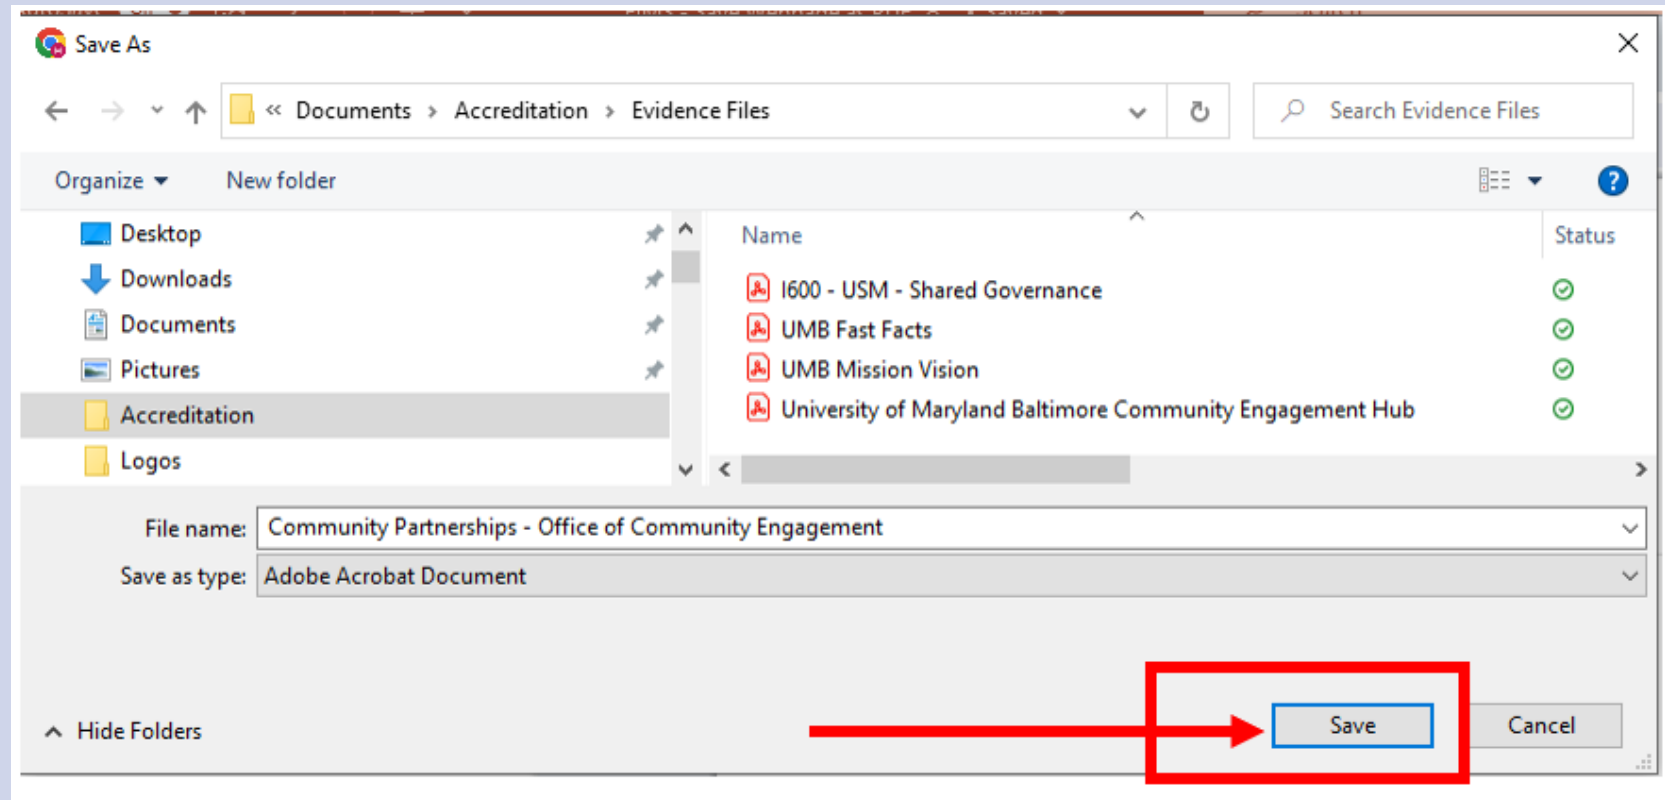 Save As
« Documents > Accreditation > Evidence Files
Search Evidence Files
Organize
New folder
?
Desktop
Downloads
Documents
Pictures
Accreditation
Logos
Name
Status
I600 - USM - Shared Governance
UMB Fast Facts
UMB Mission Vision
University of Maryland Baltimore Community Engagement Hub
File name: Community Partnerships - Office of Community Engagement
Save as type: Adobe Acrobat Document
Hide Folders
Save
Cancel